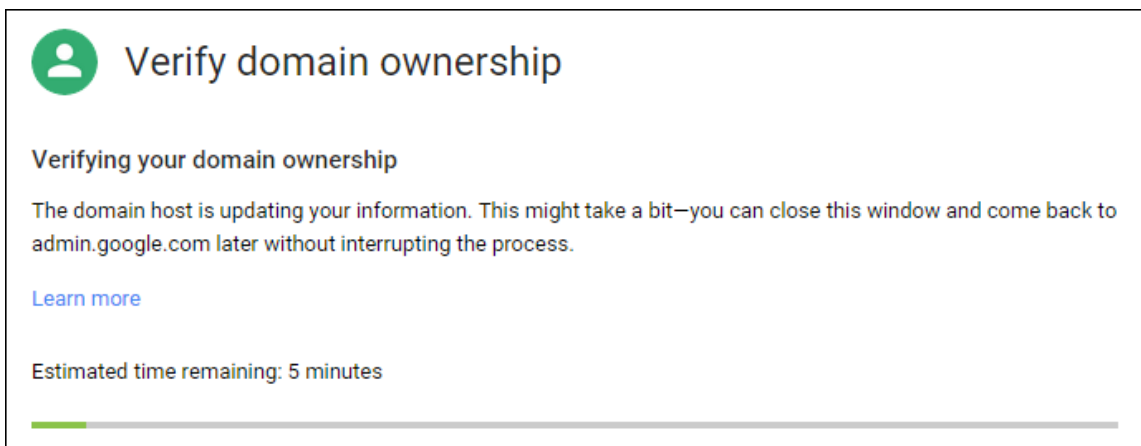 Verify domain ownership
Verifying your domain ownership
The domain host is updating your information. This might take a bit—you can close this window and come back to
admin.google.com later without interrupting the process.
Learn more
Estimated time remaining: 5 minutes